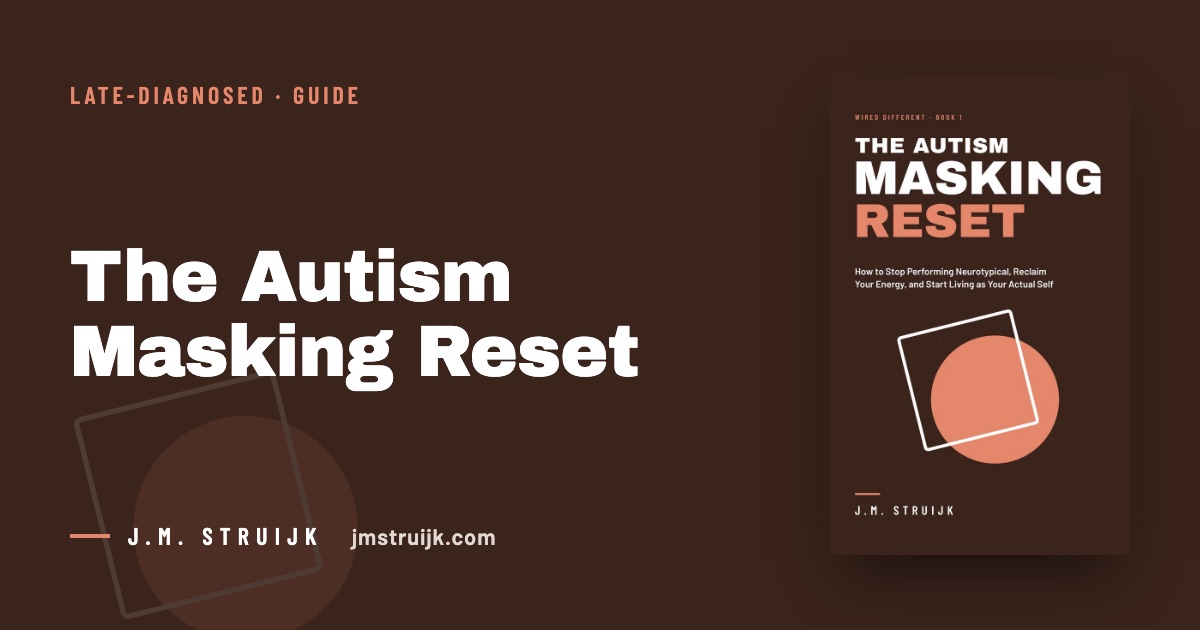 LATE-DIAGNOSED · GUIDE
The Autism
Masking Reset
J.M. STRUIJK jmstruijk.com
WIRED DIFFERENT · BOOK 1
THE AUTISM
MASKING
RESET
How to Stop Performing Neurotypical, Reclaim
Your Energy, and Start Living as Your Actual Self
J.M. STRUIJK